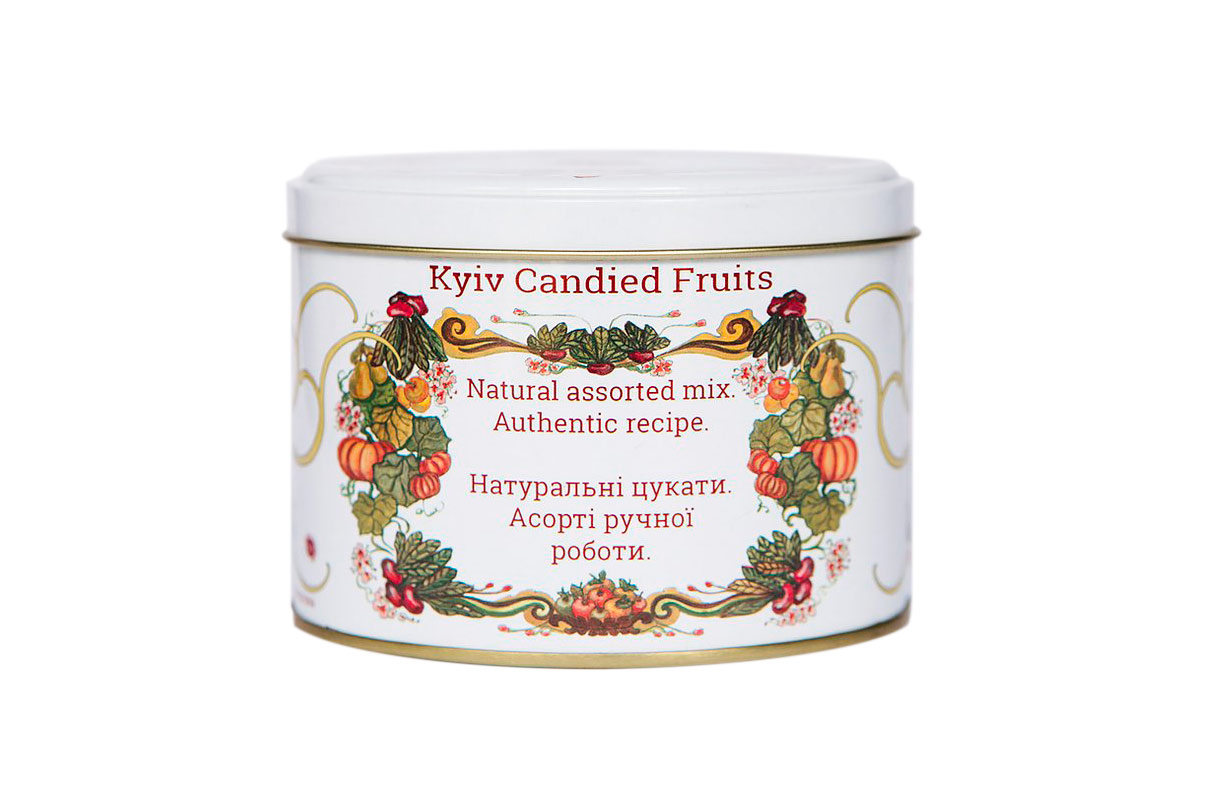 Kyiv Candied Fruits
Natural assorted mix.
Authentic recipe.
Натуральні цукати.
Асорті ручної
роботи.